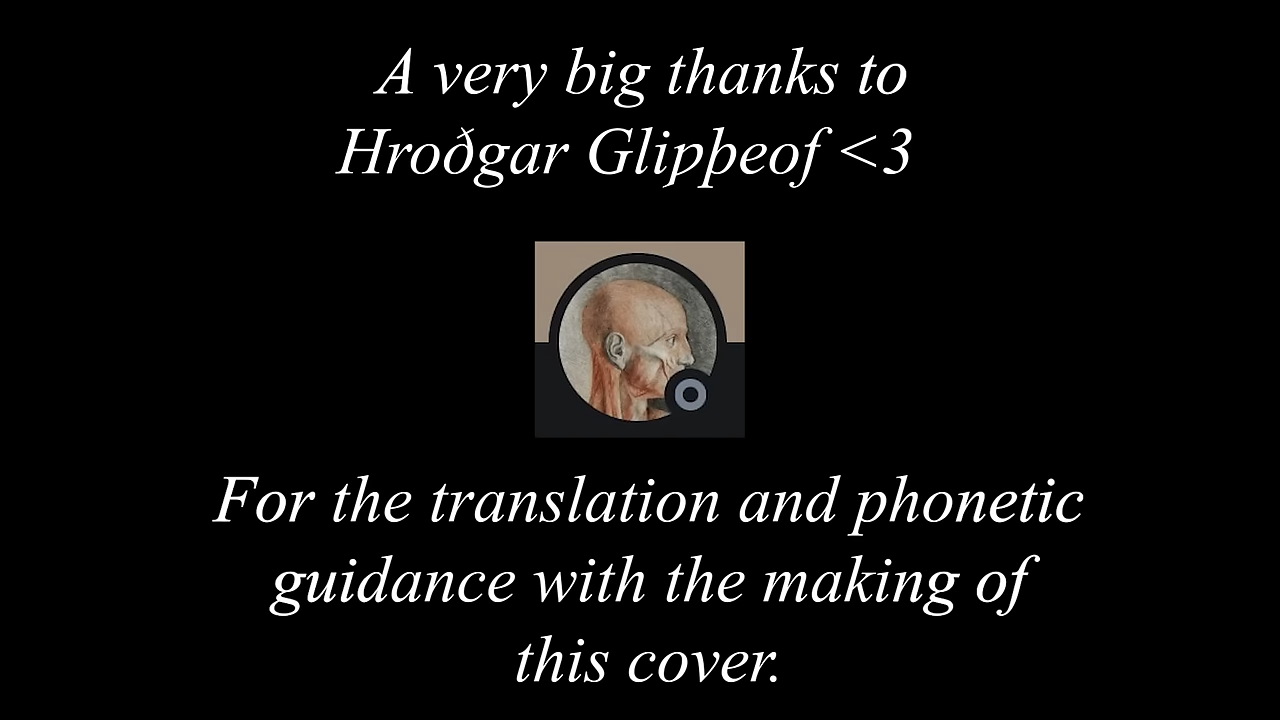 A very big thanks to
Hroðgar Glipþeof <3
For the translation and phonetic
guidance with the making of
this cover.